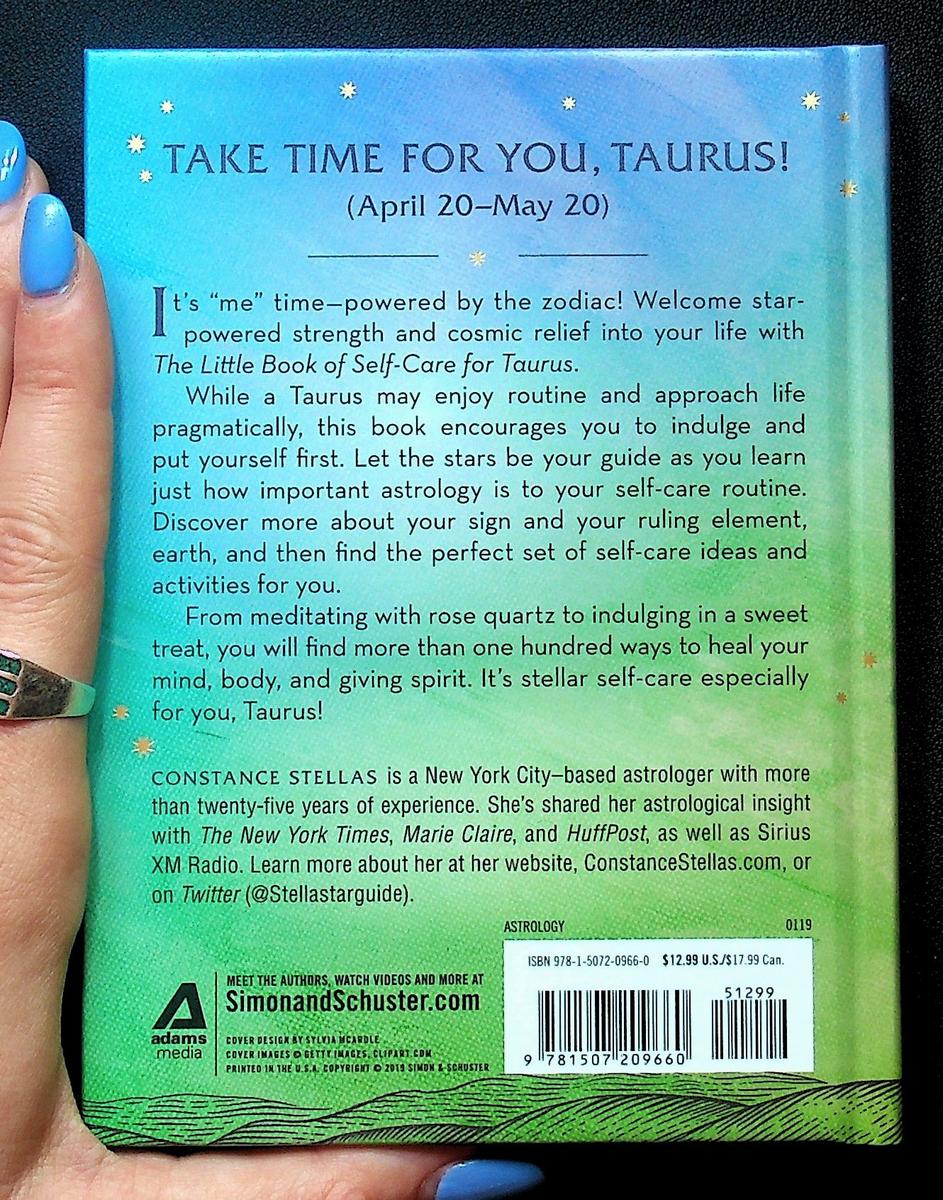 TAKE TIME FOR YOU, TAURUS!
(April 20–May 20)
It's “me” time—powered by the zodiac! Welcome star-
powered strength and cosmic relief into your life with
The Little Book of Self-Care for Taurus.
While a Taurus may enjoy routine and approach life
pragmatically, this book encourages you to indulge and
put yourself first. Let the stars be your guide as you learn
just how important astrology is to your self-care routine.
Discover more about your sign and your ruling element,
earth, and then find the perfect set of self-care ideas and
activities for you.
From meditating with rose quartz to indulging in a sweet
treat, you will find more than one hundred ways to heal your
mind, body, and giving spirit. It's stellar self-care especially
for you, Taurus!
CONSTANCE STELLAS is a New York City–based astrologer with more
than twenty-five years of experience. She's shared her astrological insight
with The New York Times, Marie Claire, and HuffPost, as well as Sirius
XM Radio. Learn more about her at her website, ConstanceStellas.com, or
on Twitter (@Stellastarguide).
ASTROLOGY 0119
ISBN 978-1-5072-0966-0 $12.99 U.S./$17.99 Can.
51299
9 781507 209660
adams
media
MEET THE AUTHORS, WATCH VIDEOS AND MORE AT
SimonandSchuster.com
COVER DESIGN BY SYLVIA MCARDLE
COVER IMAGES © GETTY IMAGES, CLIPART.COM
PRINTED IN THE U.S.A. COPYRIGHT © 2019 SIMON & SCHUSTER